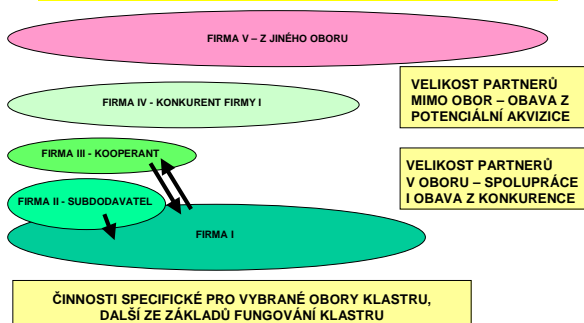 FIRMA V – Z JINÉHO OBORU
FIRMA IV - KONKURENT FIRMY I
VELIKOST PARTNERŮ
MIMO OBOR – OBAVA Z
POTENCIÁLNÍ AKVIZICE
FIRMA III - KOOPERANT
VELIKOST PARTNERŮ
V OBORU – SPOLUPRÁCE
I OBAVA Z KONKURENCE
FIRMA II - SUBDODAVATEL
FIRMA I
ČINNOSTI SPECIFICKÉ PRO VYBRANÉ OBORY KLASTRU,
DALŠÍ ZE ZÁKLADŮ FUNGOVÁNÍ KLASTRU